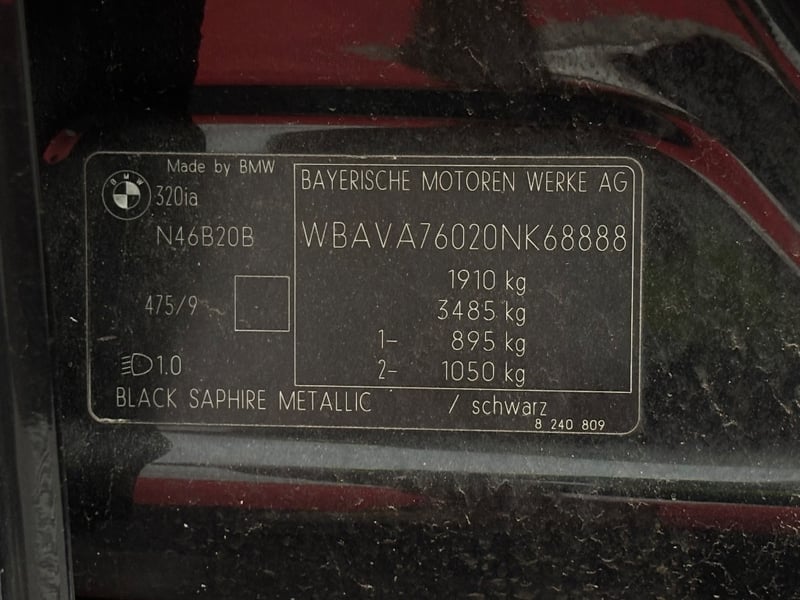 Made by BMW
BMW
320ia
N46B20B
475/9
1.0
BAYERISCHE MOTOREN WERKE AG
WBAVA76020NK68888
1910 kg
3485 kg
1- 895 kg
2- 1050 kg
BLACK SAPHIRE METALLIC / schwarz
8 240 809